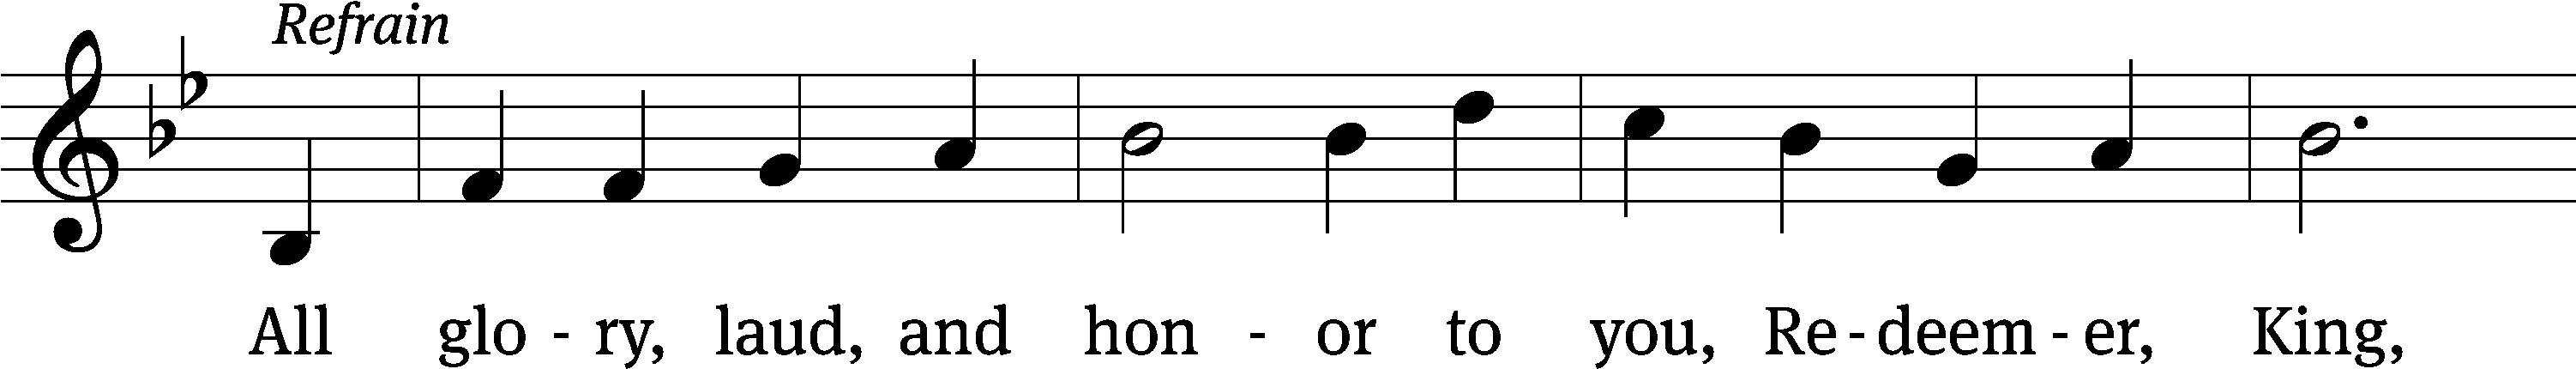 Refrain
All glo - ry, laud, and hon - or to you, Re - deem - er, King,